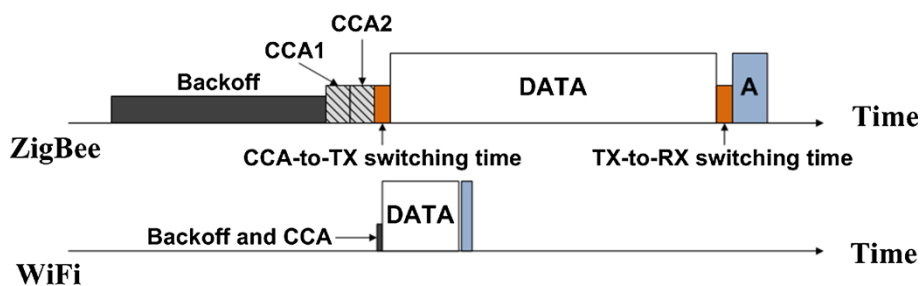 CCA2
CCA1
Backoff
DATA
A
Time
ZigBee
CCA-to-TX switching time
TX-to-RX switching time
DATA
Backoff and CCA
Time
WiFi